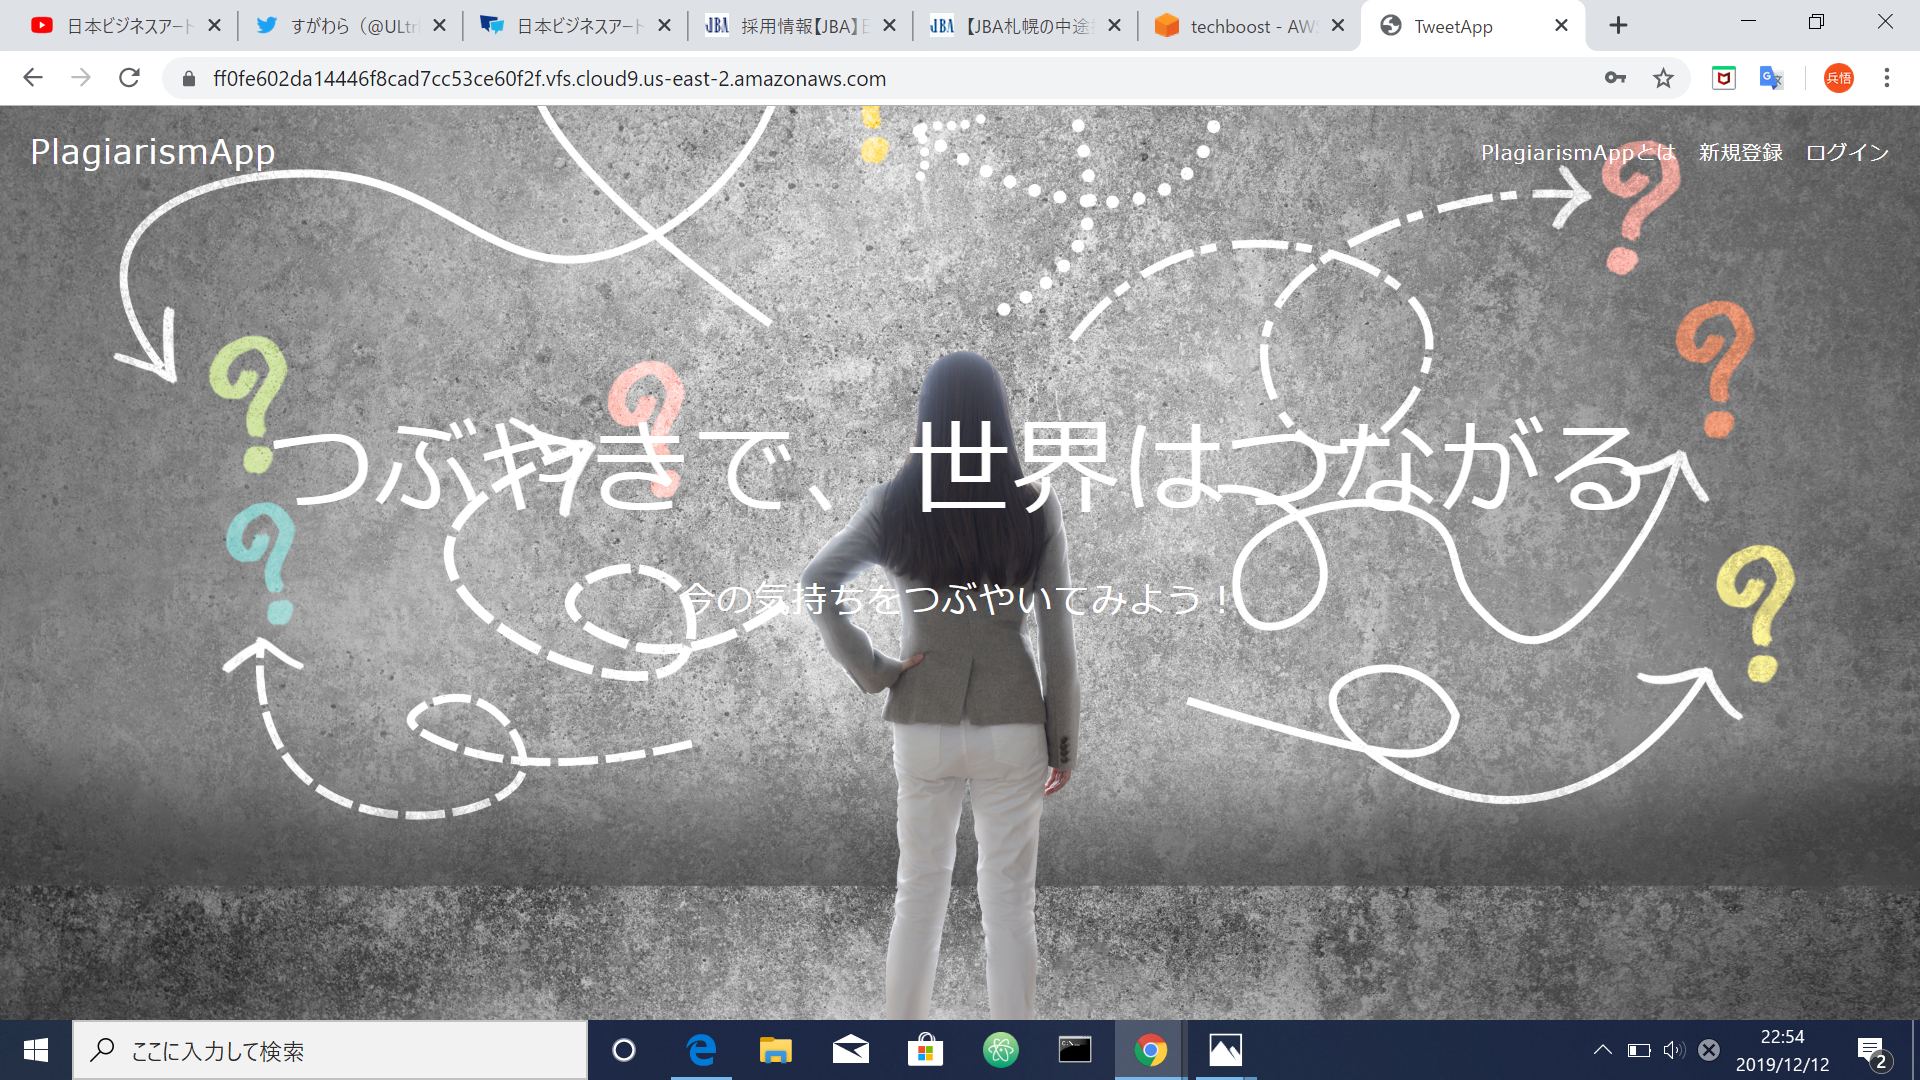 日本ビジネスアート
すがわら（@ULtr
日本ビジネスアート
採用情報【JBA】日
【JBA札幌の中途
techboost - AWS
TweetApp
ff0fe602da14446f8cad7cc53ce60f2f.vfs.cloud9.us-east-2.amazonaws.com
兵悟
PlagiarismApp
PlagiarismAppとは
新規登録
ログイン
つぶやきで、世界はつながる
今の気持ちをつぶやいてみよう！
ここに入力して検索
22:54
2019/12/12
2